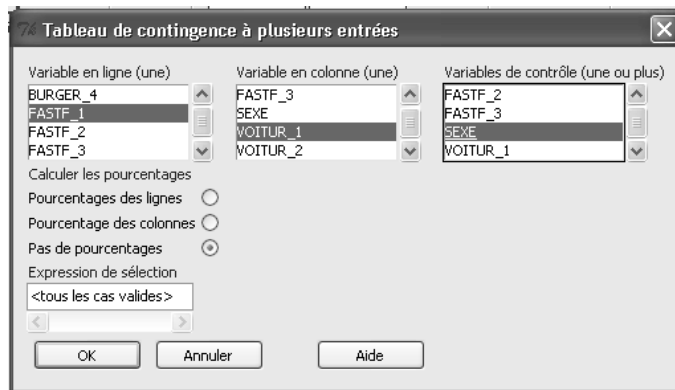 Tableau de contingence à plusieurs entrées
Variable en ligne (une)
BURGER_4
FASTF_1
FASTF_2
FASTF_3
Variable en colonne (une)
FASTF_3
SEXE
VOITUR_1
VOITUR_2
Variables de contrôle (une ou plus)
FASTF_2
FASTF_3
SEXE
VOITUR_1
Calculer les pourcentages
Pourcentages des lignes
Pourcentage des colonnes
Pas de pourcentages
Expression de sélection
<tous les cas valides>
OK Annuler Aide